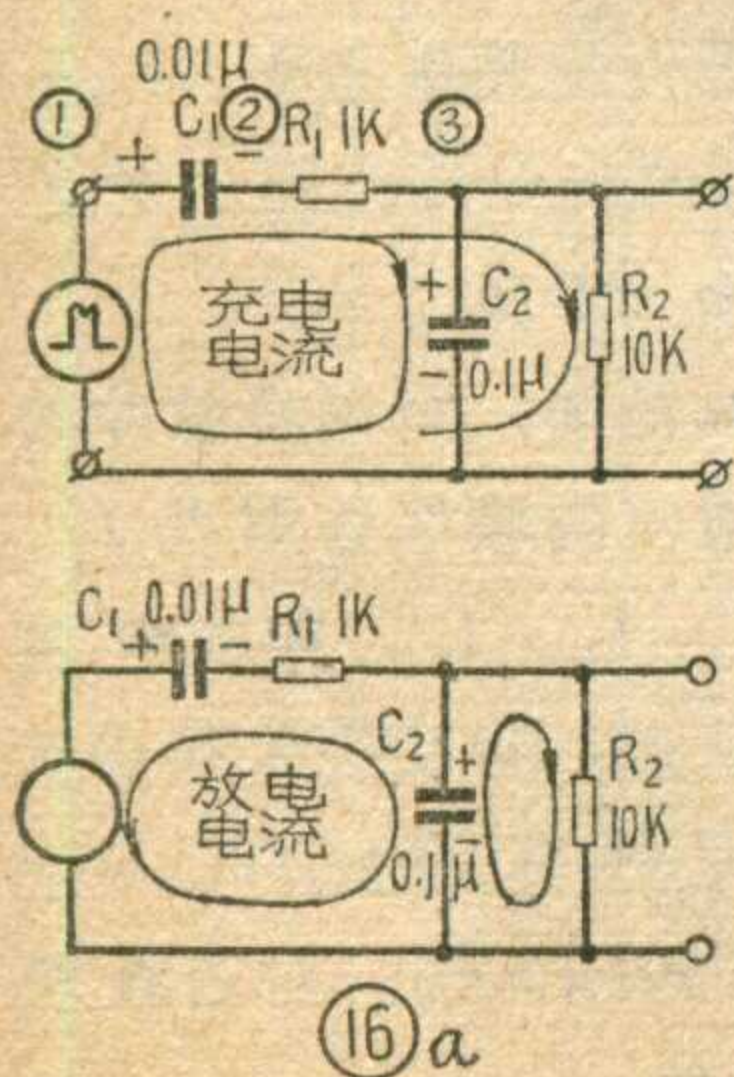 0.01μ
① C₁ ② R₁ 1K ③
+ -
充电
电流
+ C₂
- 0.1μ
R₂
10K
C₁ 0.01μ R₁ 1K
+ -
放电
电流
C₂ +
0.1μ -
R₂
10K
⑯ a